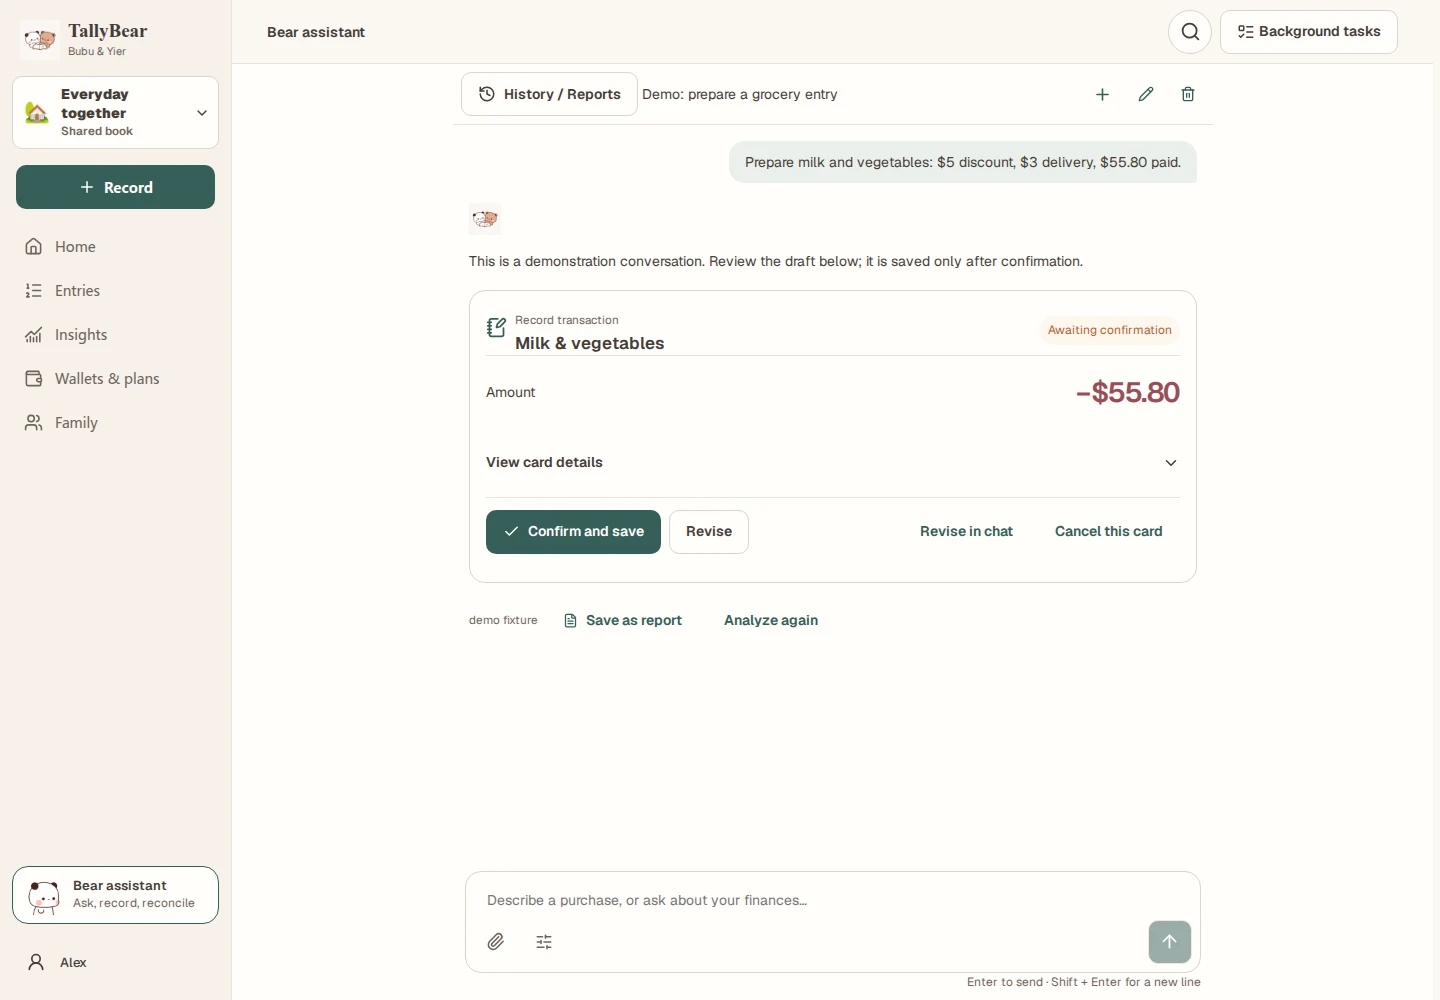 TallyBear
Bubu & Yier
Everyday
together
Shared book
Record
Home
Entries
Insights
Wallets & plans
Family
Bear assistant
Ask, record, reconcile
Alex
Bear assistant
Background tasks
History / Reports
Demo: prepare a grocery entry
Prepare milk and vegetables: $5 discount, $3 delivery, $55.80 paid.
This is a demonstration conversation. Review the draft below; it is saved only after confirmation.
Record transaction
Milk & vegetables
Awaiting confirmation
Amount
−$55.80
View card details
Confirm and save
Revise
Revise in chat
Cancel this card
demo fixture
Save as report
Analyze again
Describe a purchase, or ask about your finances…
Enter to send · Shift + Enter for a new line